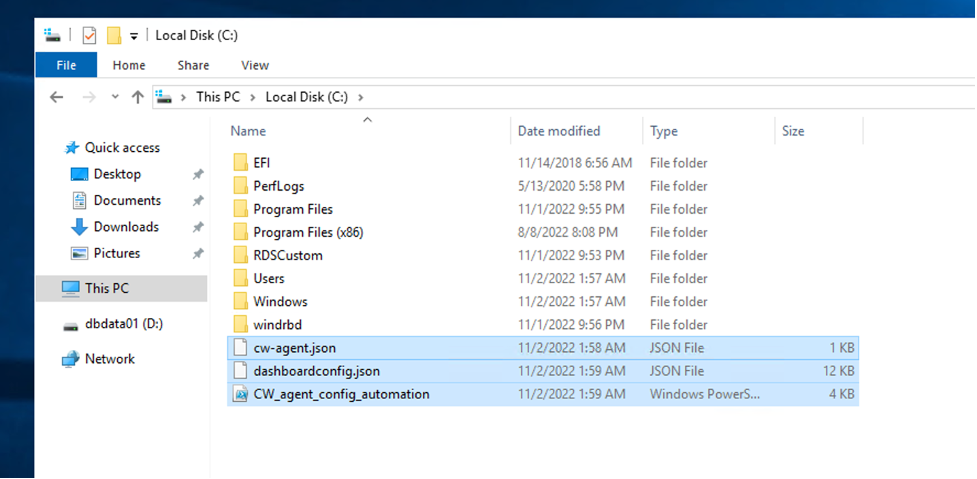 Local Disk (C:)
File Home Share View
This PC > Local Disk (C:) >
Name Date modified Type Size
Quick access
Desktop
Documents
Downloads
Pictures
This PC
dbdata01 (D:)
Network
EFI 11/14/2018 6:56 AM File folder
PerfLogs 5/13/2020 5:58 PM File folder
Program Files 11/1/2022 9:55 PM File folder
Program Files (x86) 8/8/2022 8:08 PM File folder
RDSCustom 11/1/2022 9:53 PM File folder
Users 11/2/2022 1:57 AM File folder
Windows 11/2/2022 1:57 AM File folder
windrbd 11/1/2022 9:56 PM File folder
cw-agent.json 11/2/2022 1:58 AM JSON File 1 KB
dashboardconfig.json 11/2/2022 1:59 AM JSON File 12 KB
CW_agent_config_automation 11/2/2022 1:59 AM Windows PowerS... 4 KB